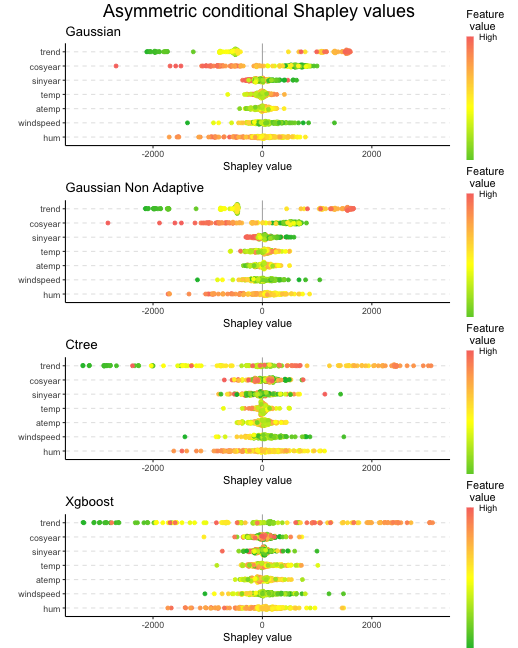 Asymmetric conditional Shapley values
Gaussian
trend
cosyear
sinyear
temp
atemp
windspeed
hum
-2000 0 2000
Shapley value
Feature
value
High
Gaussian Non Adaptive
trend
cosyear
sinyear
temp
atemp
windspeed
hum
-2000 0 2000
Shapley value
Feature
value
High
Ctree
trend
cosyear
sinyear
temp
atemp
windspeed
hum
-2000 0 2000
Shapley value
Feature
value
High
Xgboost
trend
cosyear
sinyear
temp
atemp
windspeed
hum
-2000 0 2000
Shapley value
Feature
value
High